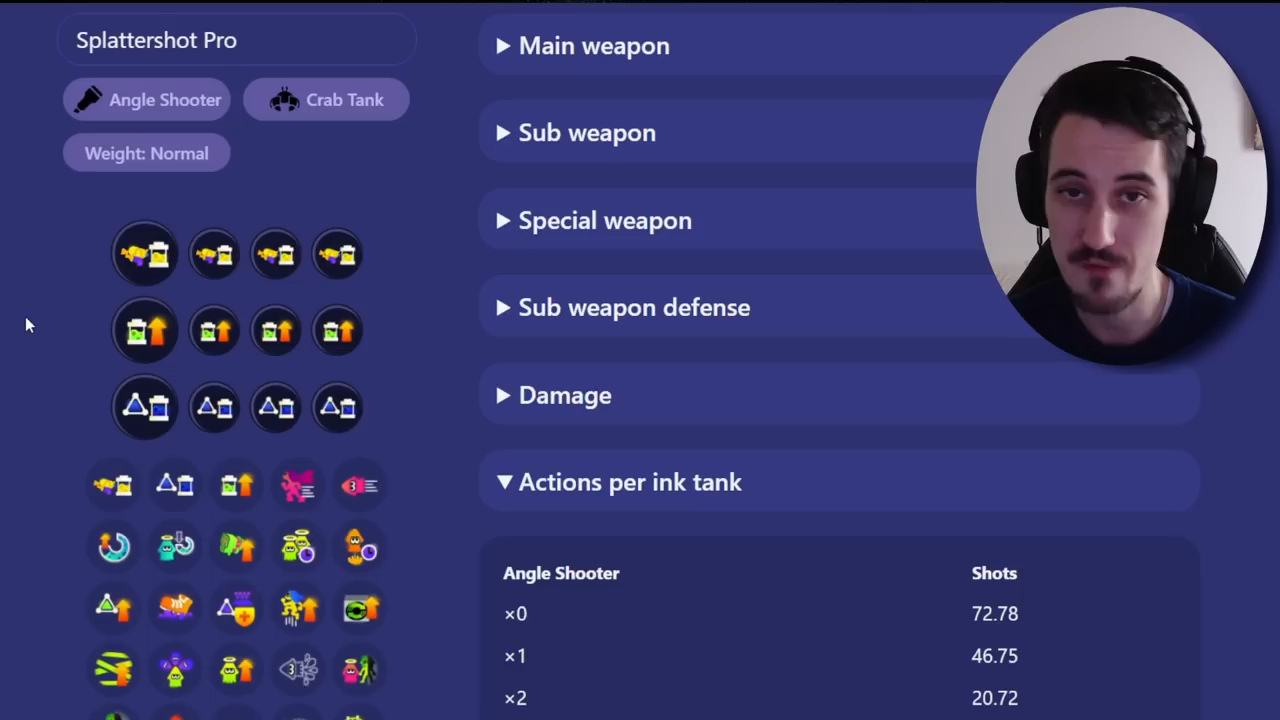 Splattershot Pro
Angle Shooter
Crab Tank
Weight: Normal
Main weapon
Sub weapon
Special weapon
Sub weapon defense
Damage
Actions per ink tank
Angle Shooter Shots
×0 72.78
×1 46.75
×2 20.72